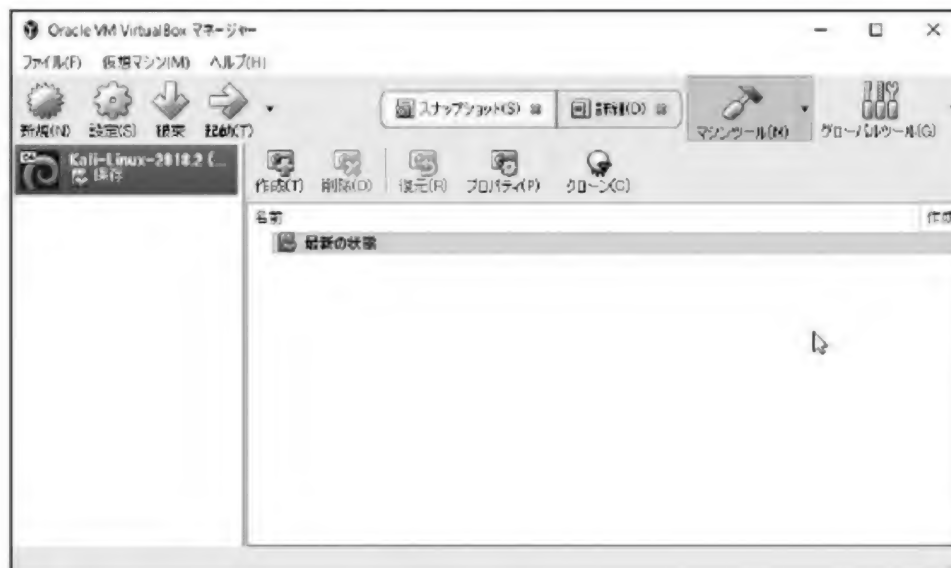 Oracle VM VirtualBox マネージャー
ファイル(F) 仮想マシン(M) ヘルプ(H)
新規(N) 設定(S) 破棄 起動(T)
スナップショット(S) 詳細(D)
マシンツール(M) グローバルツール(G)
Kali-Linux-2018.2 (...
保存
作成(T) 削除(D) 復元(R) プロパティ(P) クローン(C)
名前 作成
最新の状態